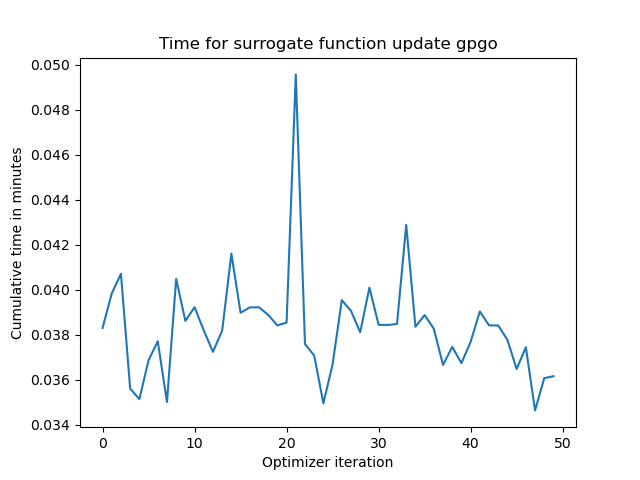 Time for surrogate function update gpgo
Cumulative time in minutes
0.050
0.048
0.046
0.044
0.042
0.040
0.038
0.036
0.034
0 10 20 30 40 50
Optimizer iteration